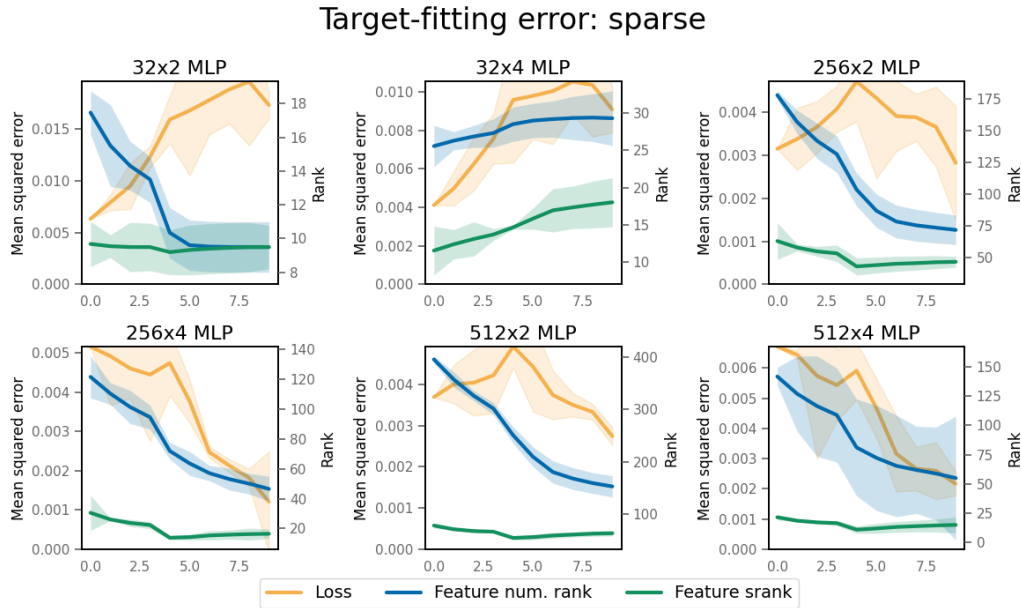 Target-fitting error: sparse
32x2 MLP
32x4 MLP
256x2 MLP
Mean squared error
0.015
0.010
0.005
0.000
18
16
14
12
10
8
Rank
0.0 2.5 5.0 7.5
Mean squared error
0.010
0.008
0.006
0.004
0.002
0.000
30
25
20
15
10
Rank
0.0 2.5 5.0 7.5
Mean squared error
0.004
0.003
0.002
0.001
0.000
175
150
125
100
75
50
Rank
0.0 2.5 5.0 7.5
256x4 MLP
512x2 MLP
512x4 MLP
Mean squared error
0.005
0.004
0.003
0.002
0.001
0.000
140
120
100
80
60
40
20
Rank
0.0 2.5 5.0 7.5
Mean squared error
0.004
0.003
0.002
0.001
0.000
400
300
200
100
Rank
0.0 2.5 5.0 7.5
Mean squared error
0.006
0.005
0.004
0.003
0.002
0.001
0.000
150
125
100
75
50
25
0
Rank
0.0 2.5 5.0 7.5
Loss Feature num. rank Feature srank